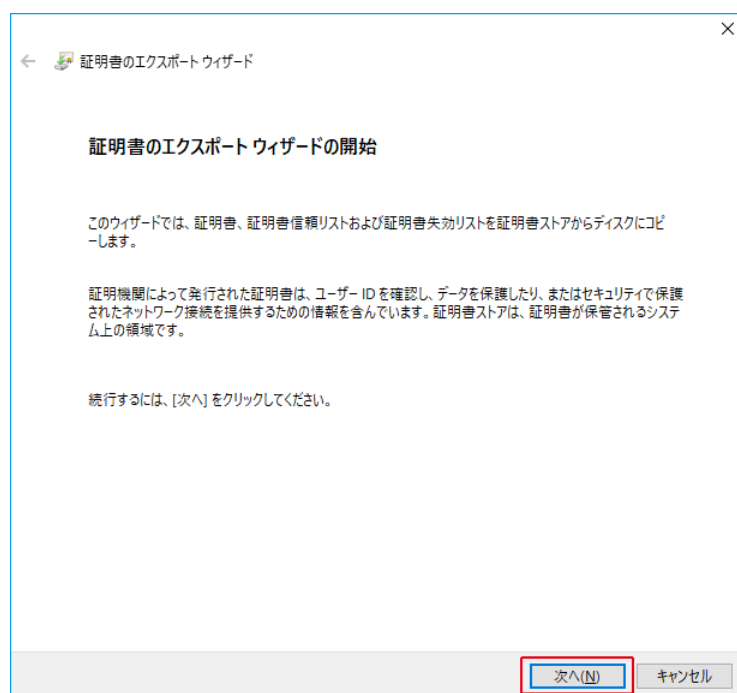 証明書のエクスポート ウィザード
証明書のエクスポート ウィザードの開始
このウィザードでは、証明書、証明書信頼リストおよび証明書失効リストを証明書ストアからディスクにコピ
ーします。
証明機関によって発行された証明書は、ユーザー ID を確認し、データを保護したり、またはセキュリティで保護
されたネットワーク接続を提供するための情報を含んでいます。証明書ストアは、証明書が保管されるシステ
ム上の領域です。
続行するには、[次へ] をクリックしてください。
次へ(N)
キャンセル